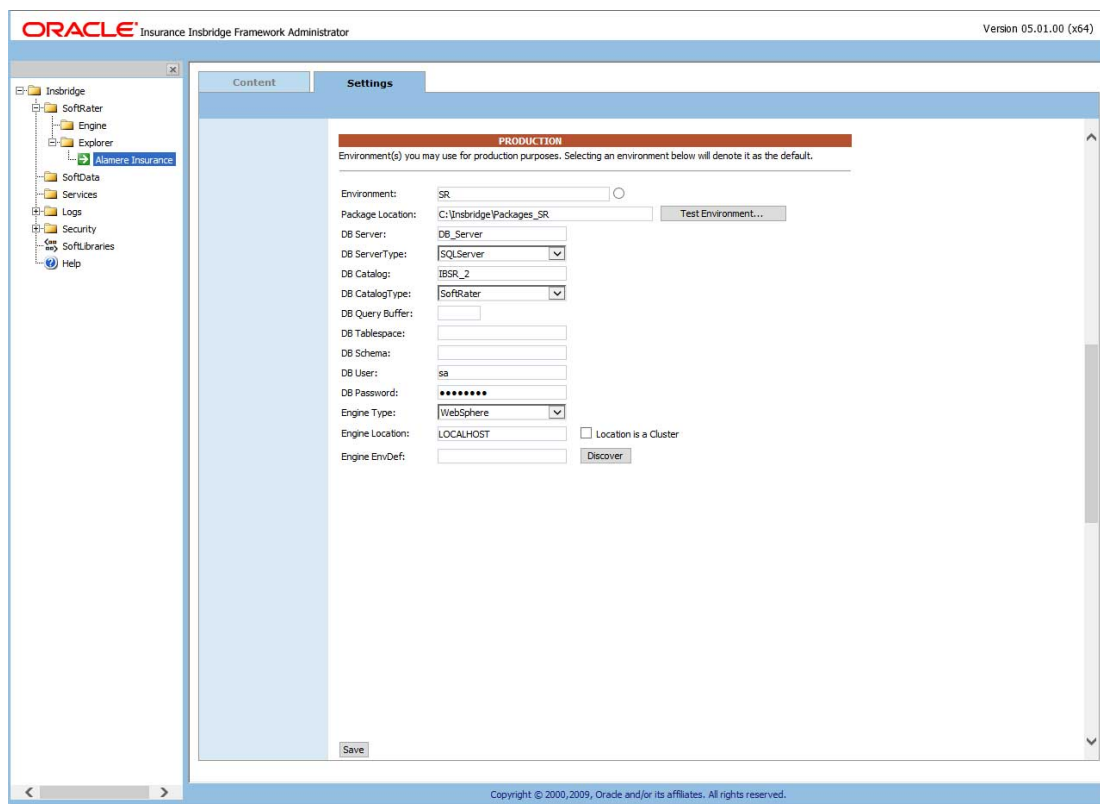 ORACLE® Insurance Insbridge Framework Administrator
Version 05.01.00 (x64)
Insbridge
SoftRater
Engine
Explorer
Alamere Insurance
SoftData
Services
Logs
Security
SoftLibraries
Help
Content Settings
PRODUCTION
Environment(s) you may use for production purposes. Selecting an environment below will denote it as the default.
Environment: SR
Package Location: C:\Insbridge\Packages_SR Test Environment...
DB Server: DB_Server
DB ServerType: SQLServer
DB Catalog: IBSR_2
DB CatalogType: SoftRater
DB Query Buffer:
DB Tablespace:
DB Schema:
DB User: sa
DB Password: ••••••••
Engine Type: WebSphere
Engine Location: LOCALHOST Location is a Cluster
Engine EnvDef: Discover
Save
Copyright © 2000,2009, Oracle and/or its affiliates. All rights reserved.